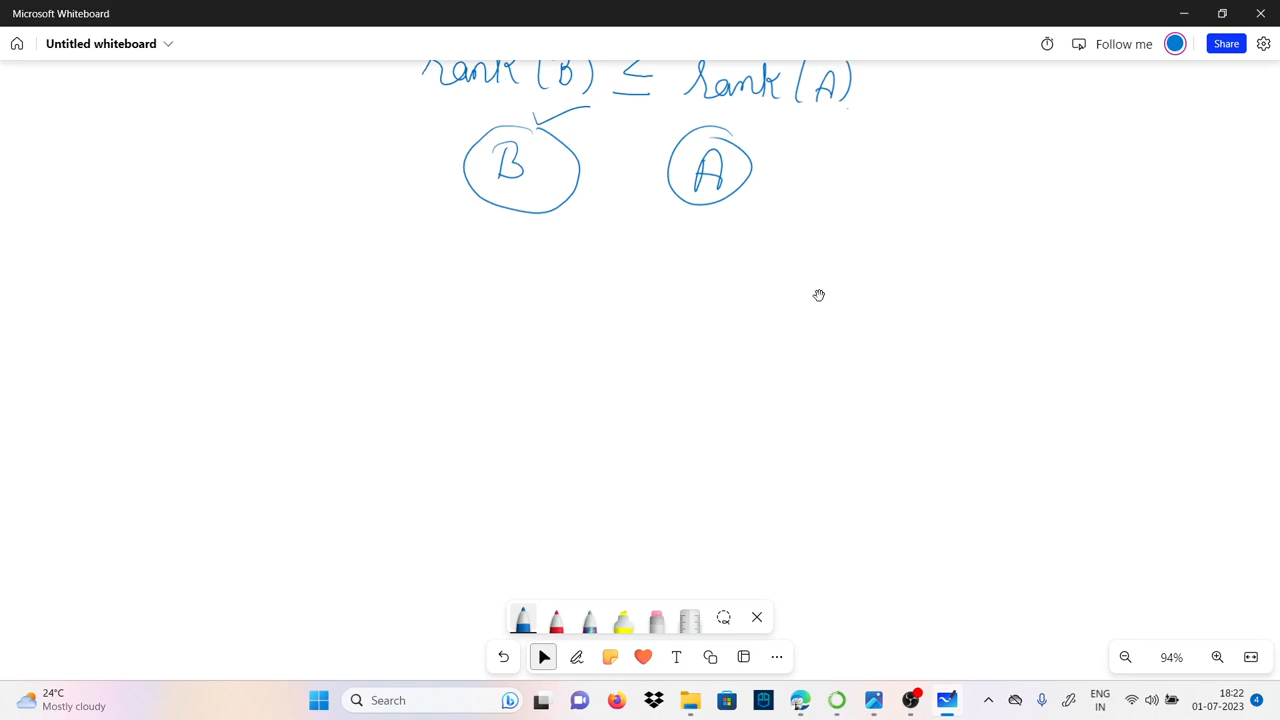 Microsoft Whiteboard
Untitled whiteboard
Follow me
Share
rank(B) ≤ rank(A)
B A
T
94%
24°C
Mostly cloudy
Search
ENG
IN
18:22
01-07-2023
4